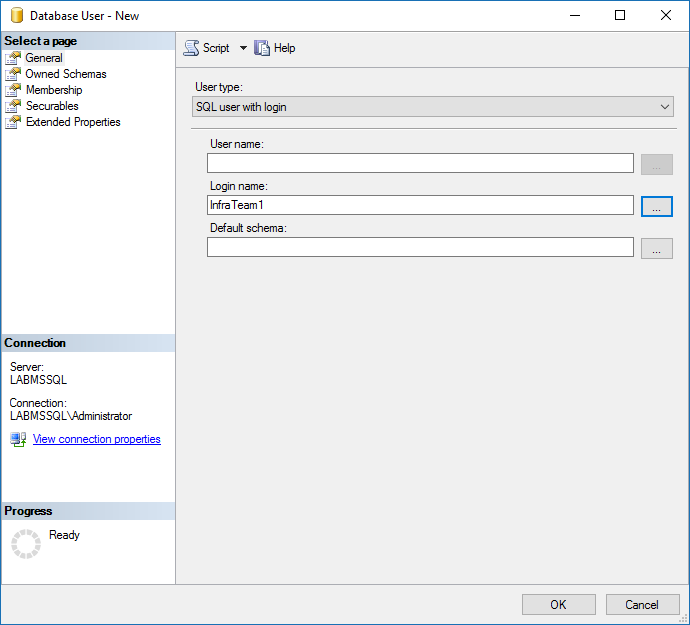 Database User - New
Select a page
General
Owned Schemas
Membership
Securables
Extended Properties
Connection
Server:
LABMSSQL
Connection:
LABMSSQL\Administrator
View connection properties
Progress
Ready
Script
Help
User type:
SQL user with login
User name:
...
Login name:
InfraTeam1
...
Default schema:
...
OK
Cancel